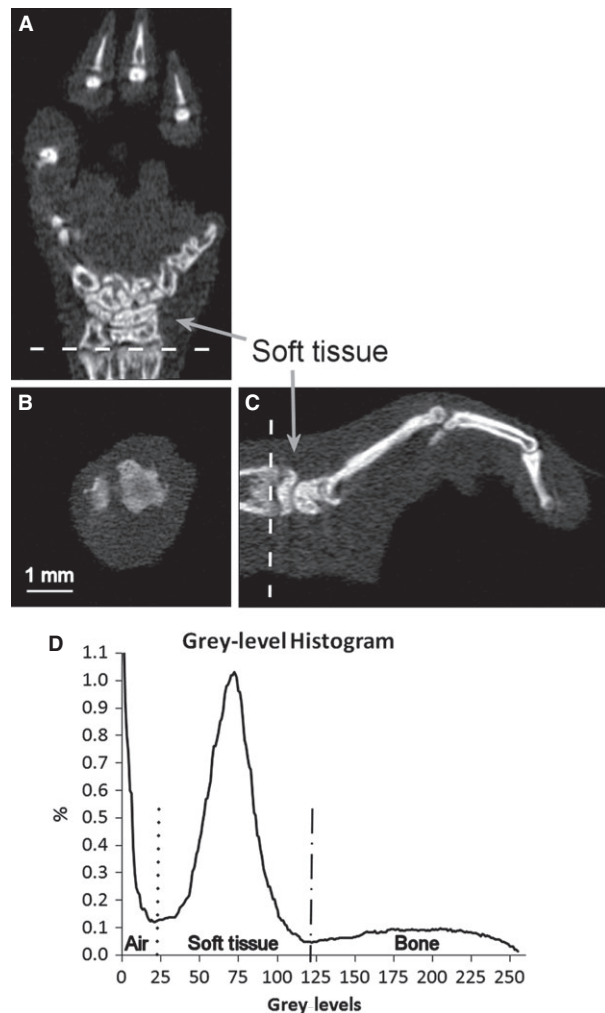 A
Soft tissue
B
C
1 mm
D
Grey-level Histogram
1.1
1.0
0.9
0.8
0.7
0.6
0.5
0.4
0.3
0.2
0.1
0.0
%
Air
Soft tissue
Bone
0 25 50 75 100 125 150 175 200 225 250
Grey levels